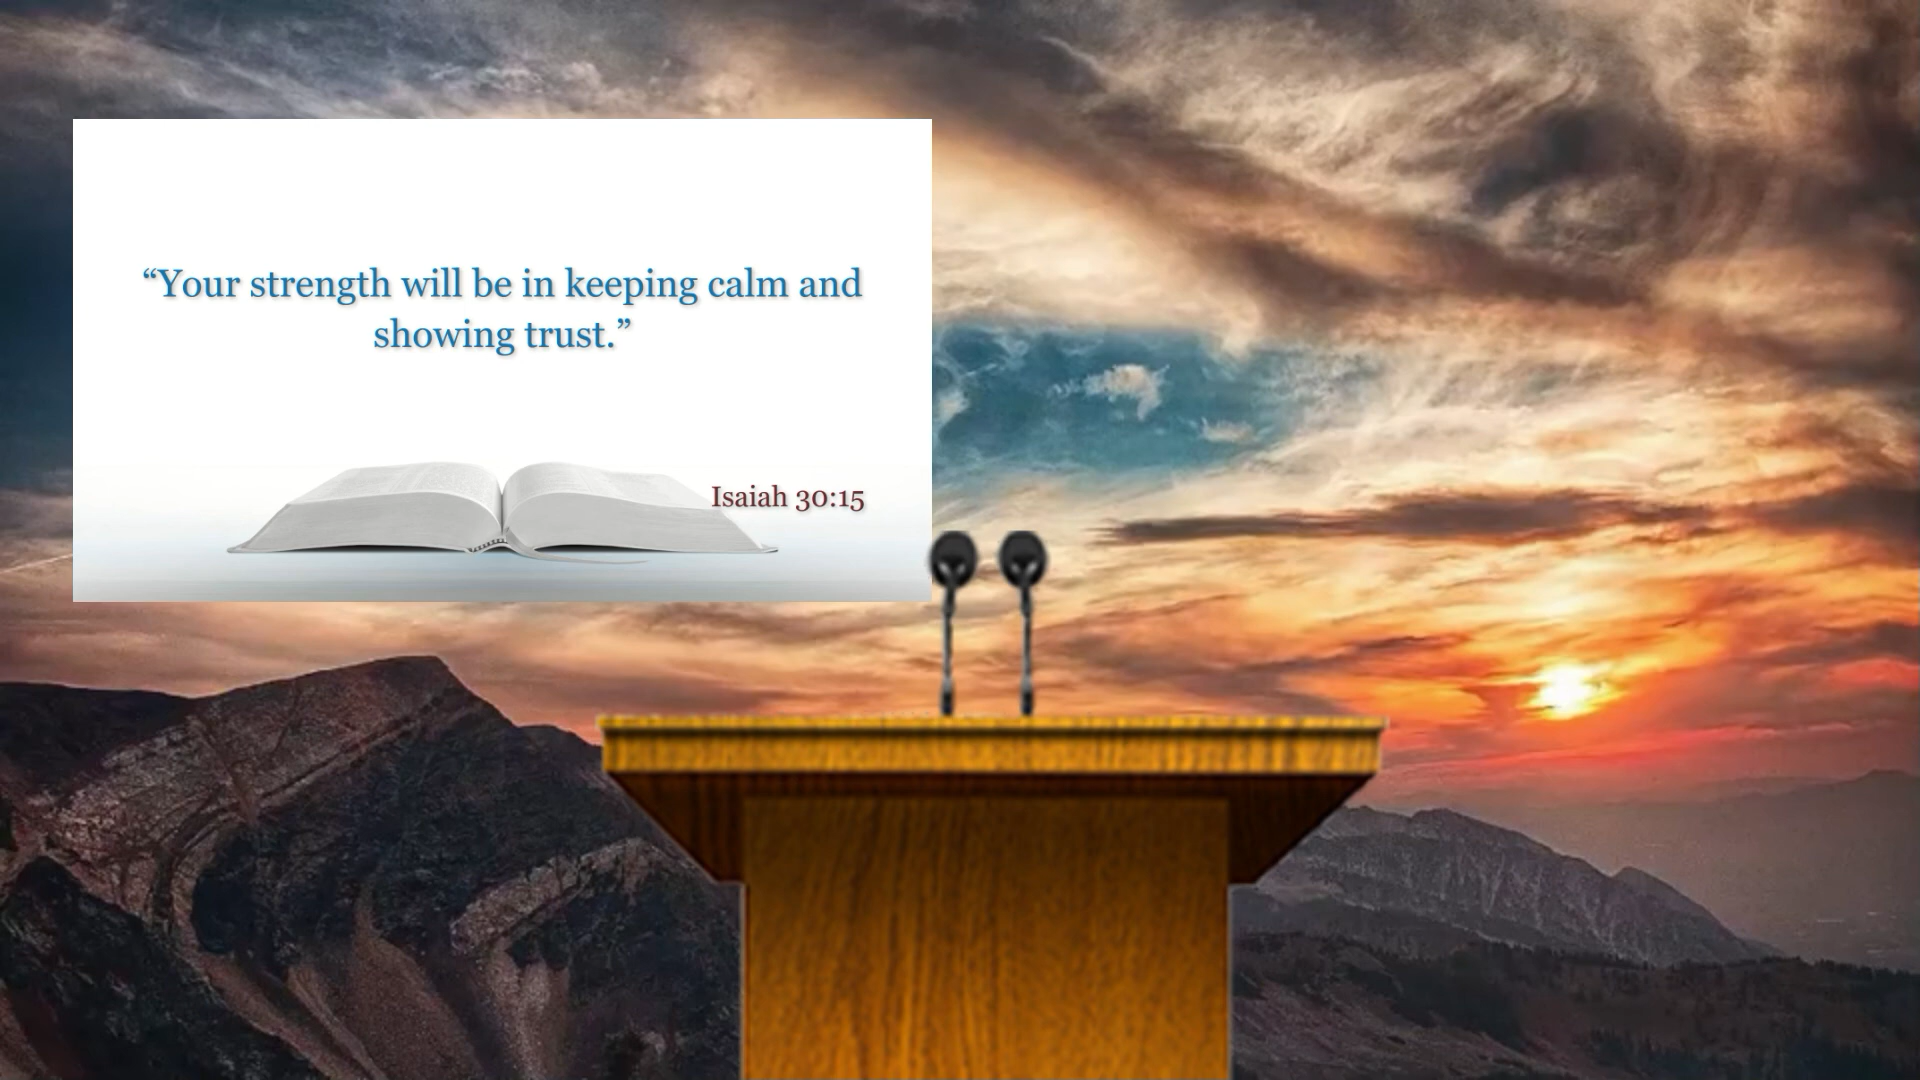 “Your strength will be in keeping calm and
showing trust.”
Isaiah 30:15